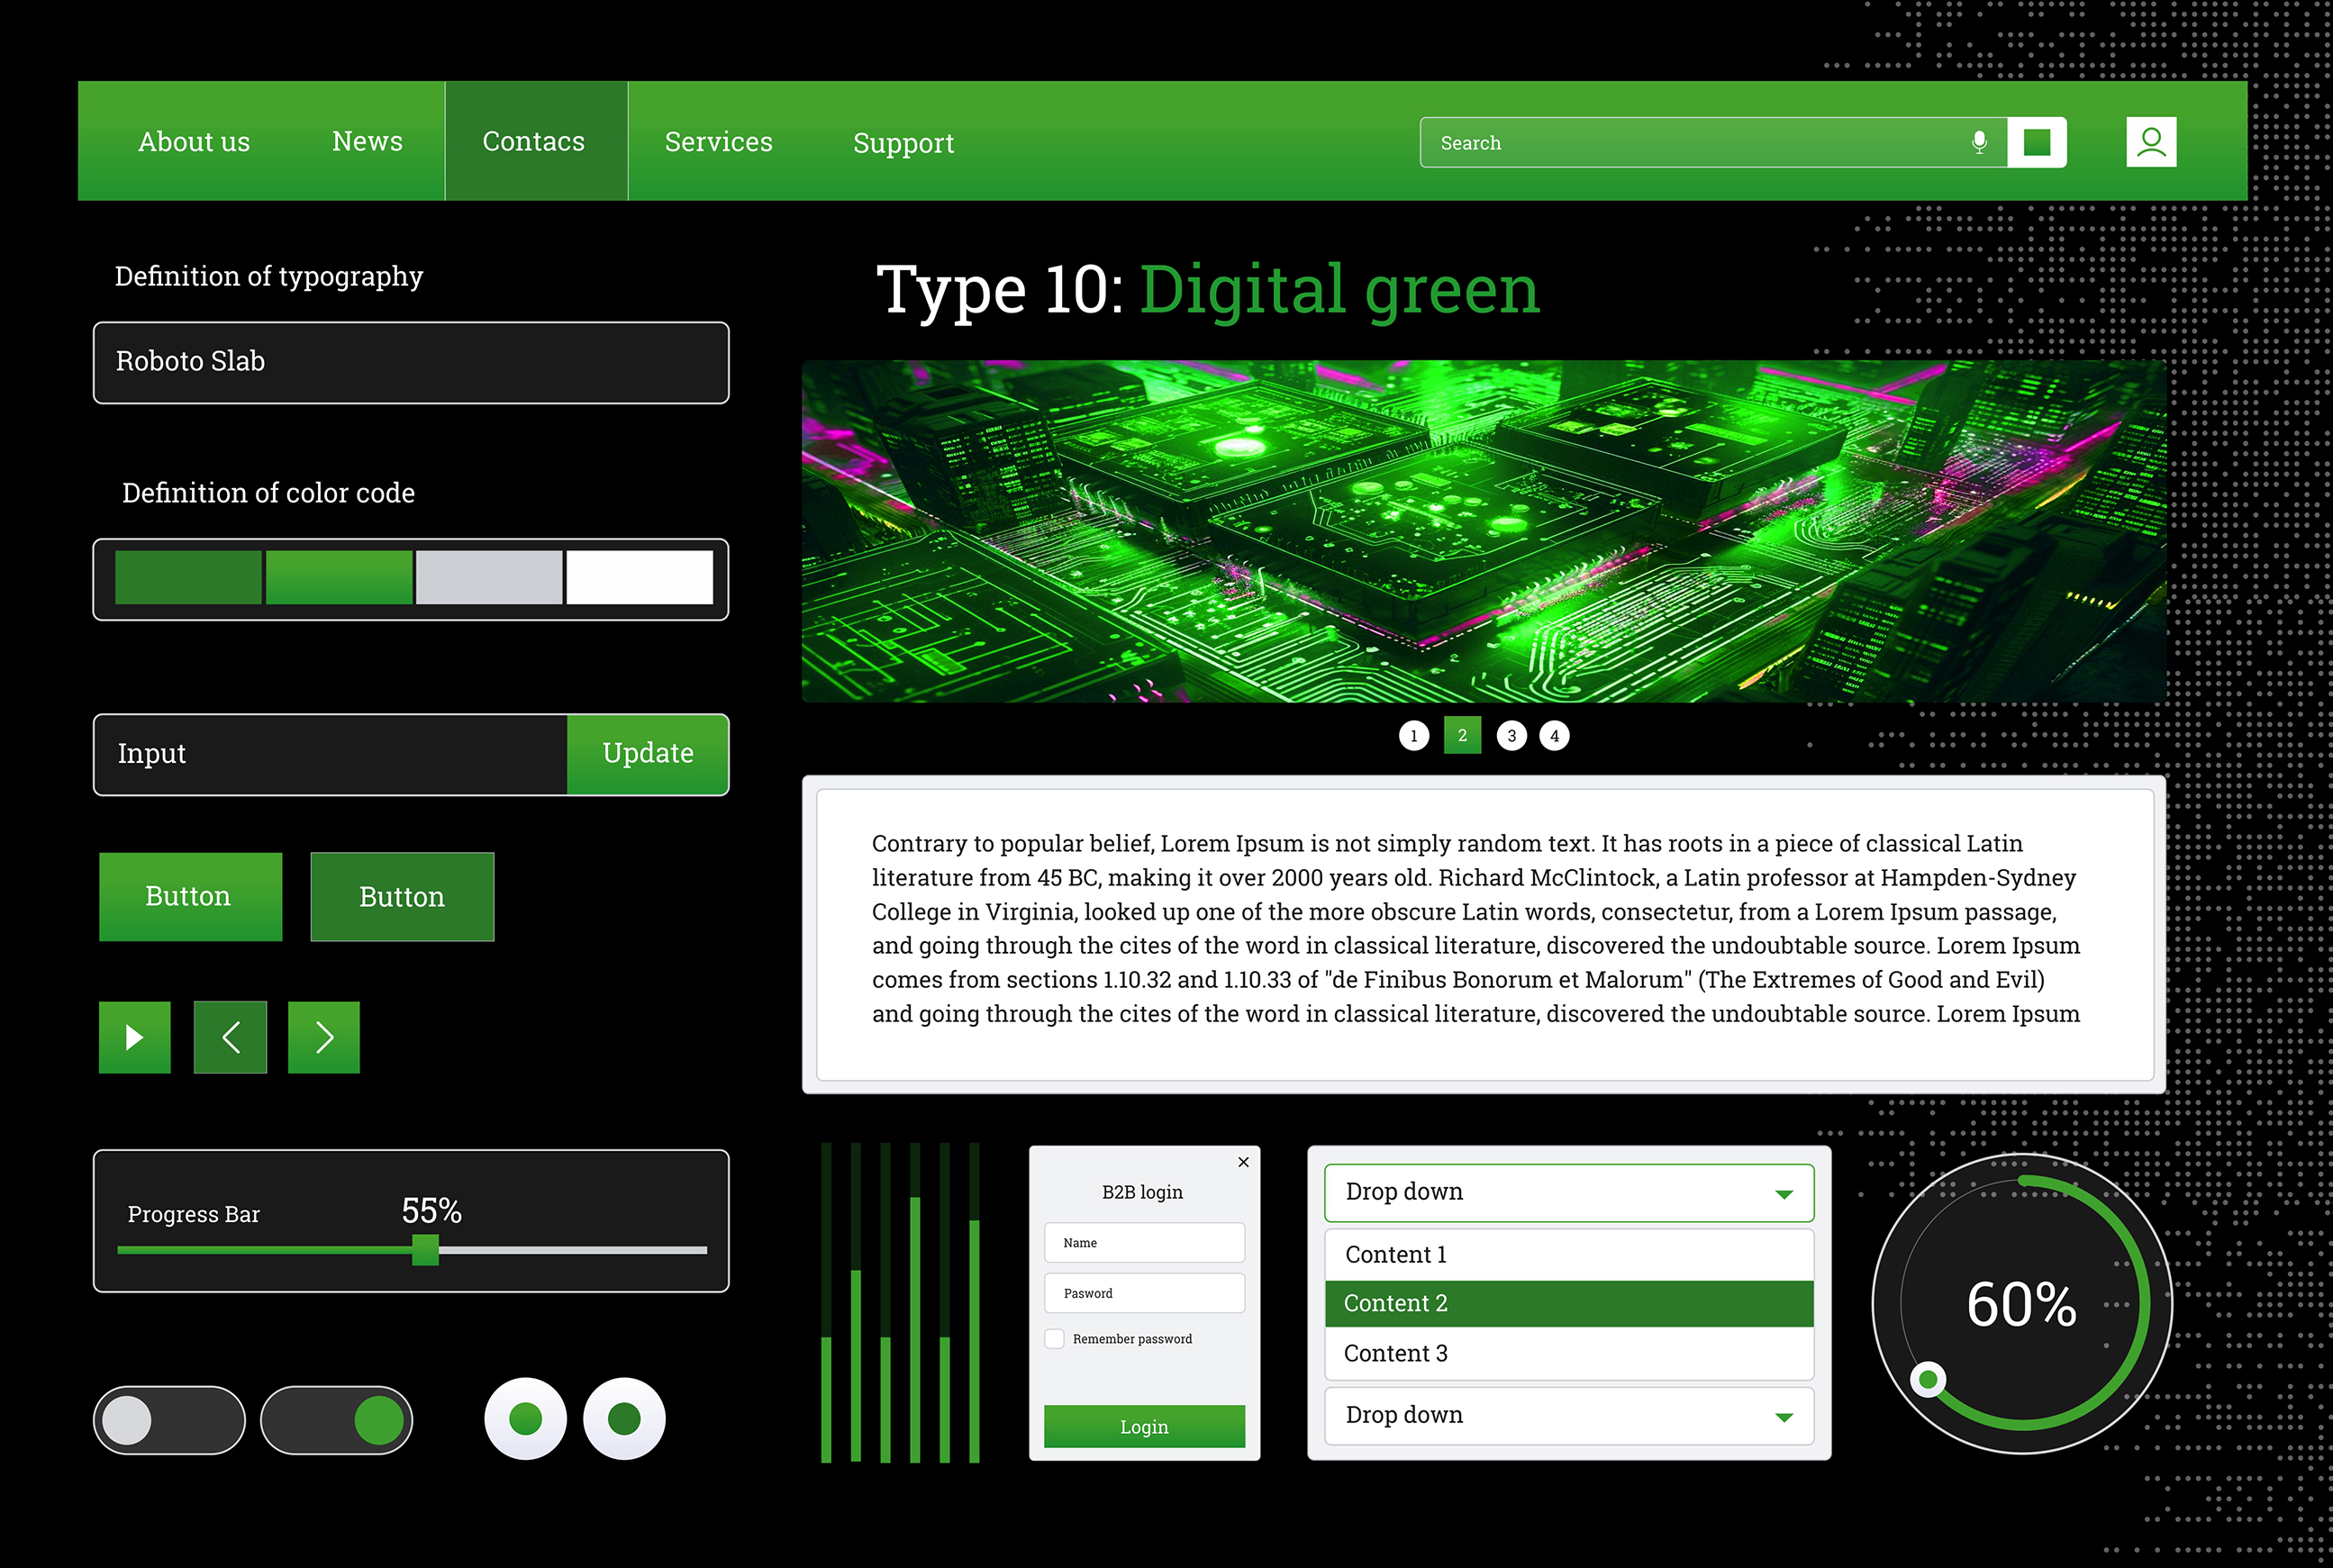 About us
News
Contacs
Services
Support
Search
Definition of typography
Roboto Slab
Definition of color code
Input
Update
Button
Button
Progress Bar
55%
Type 10: Digital green
1 2 3 4
Contrary to popular belief, Lorem Ipsum is not simply random text. It has roots in a piece of classical Latin
literature from 45 BC, making it over 2000 years old. Richard McClintock, a Latin professor at Hampden-Sydney
College in Virginia, looked up one of the more obscure Latin words, consectetur, from a Lorem Ipsum passage,
and going through the cites of the word in classical literature, discovered the undoubtable source. Lorem Ipsum
comes from sections 1.10.32 and 1.10.33 of "de Finibus Bonorum et Malorum" (The Extremes of Good and Evil)
and going through the cites of the word in classical literature, discovered the undoubtable source. Lorem Ipsum
B2B login
Name
Pasword
Remember password
Login
Drop down
Content 1
Content 2
Content 3
Drop down
60%